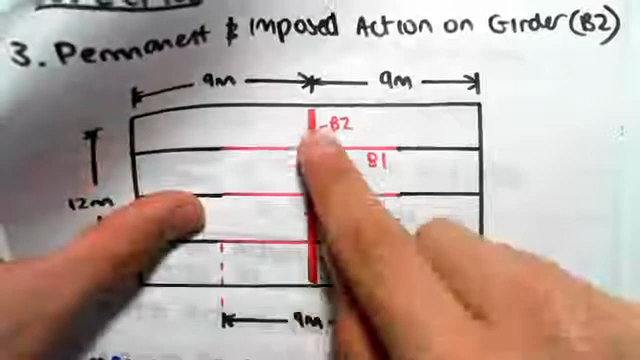 3. Permanent & Imposed Action on Girder (B2)
9m 9m
B2
B1
12m
9m